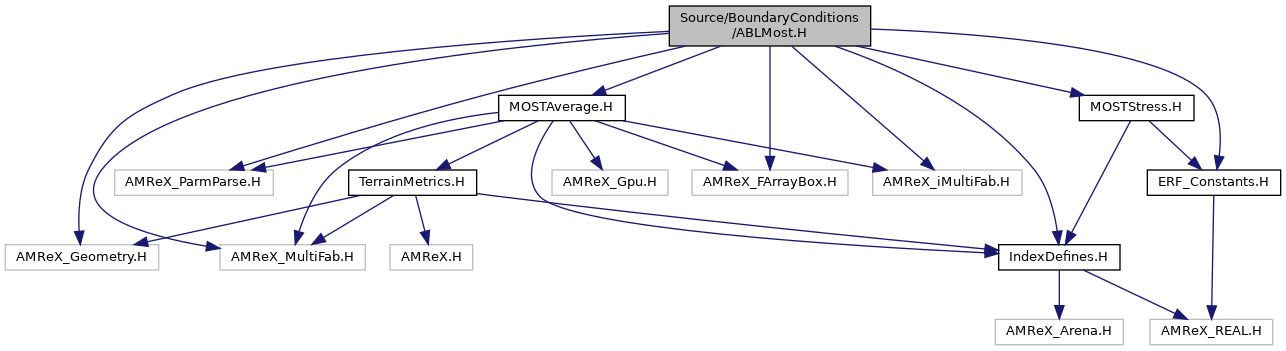 Source/BoundaryConditions
/ABLMost.H
MOSTAverage.H
MOSTStress.H
AMReX_ParmParse.H
TerrainMetrics.H
AMReX_Gpu.H
AMReX_FArrayBox.H
AMReX_iMultiFab.H
ERF_Constants.H
AMReX_Geometry.H
AMReX_MultiFab.H
AMReX.H
IndexDefines.H
AMReX_Arena.H
AMReX_REAL.H